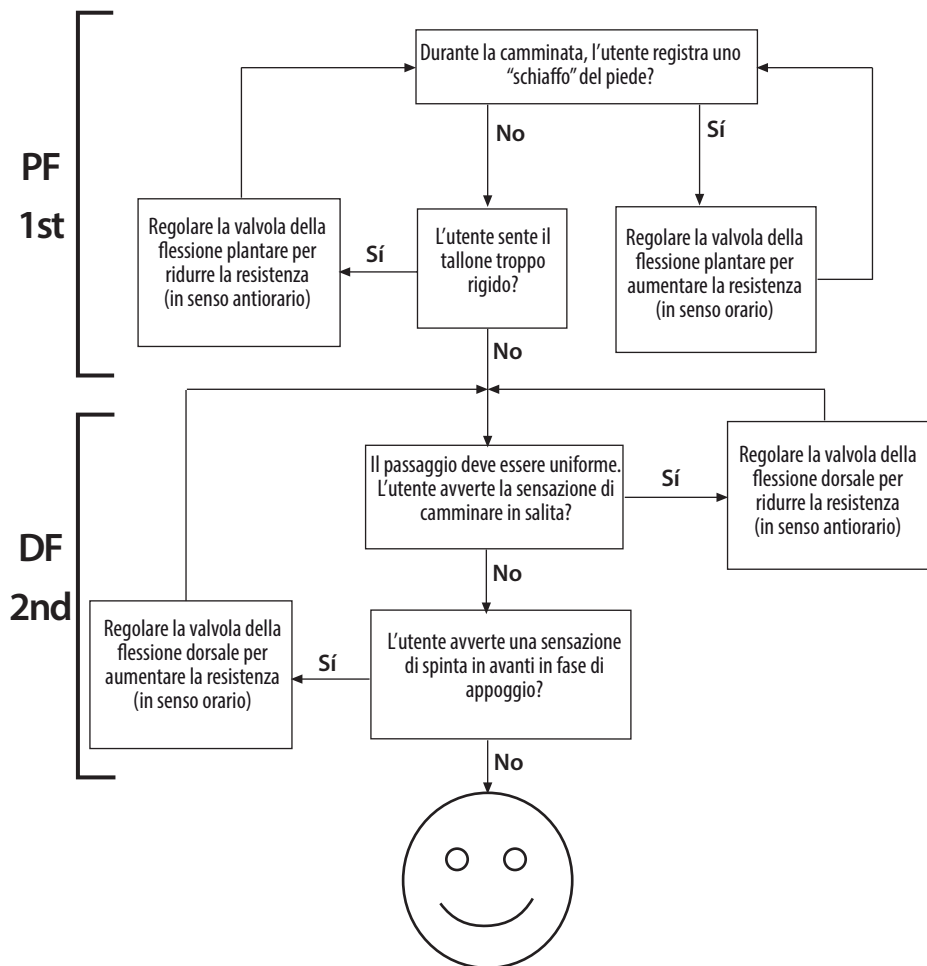 PF
1st
Durante la camminata, l’utente registra uno
“schiaffo” del piede?
No
Sí
Regolare la valvola della
flessione plantare per
ridurre la resistenza
(in senso antiorario)
Sí
L’utente sente il
tallone troppo
rigido?
Regolare la valvola della
flessione plantare per
aumentare la resistenza
(in senso orario)
No
DF
2nd
Il passaggio deve essere uniforme.
L’utente avverte la sensazione di
camminare in salita?
Sí
Regolare la valvola della
flessione dorsale per
ridurre la resistenza
(in senso antiorario)
No
Regolare la valvola della
flessione dorsale per
aumentare la resistenza
(in senso orario)
Sí
L’utente avverte una sensazione
di spinta in avanti in fase di
appoggio?
No